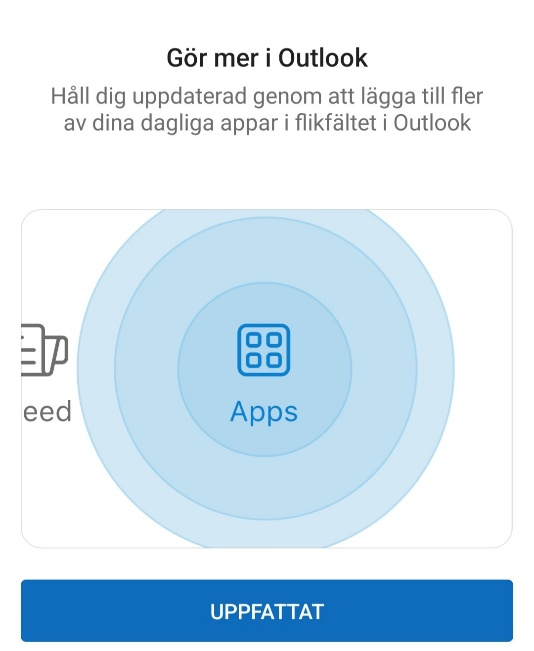 Gör mer i Outlook
Håll dig uppdaterad genom att lägga till fler
av dina dagliga appar i flikfältet i Outlook
eed
Apps
UPPFATTAT